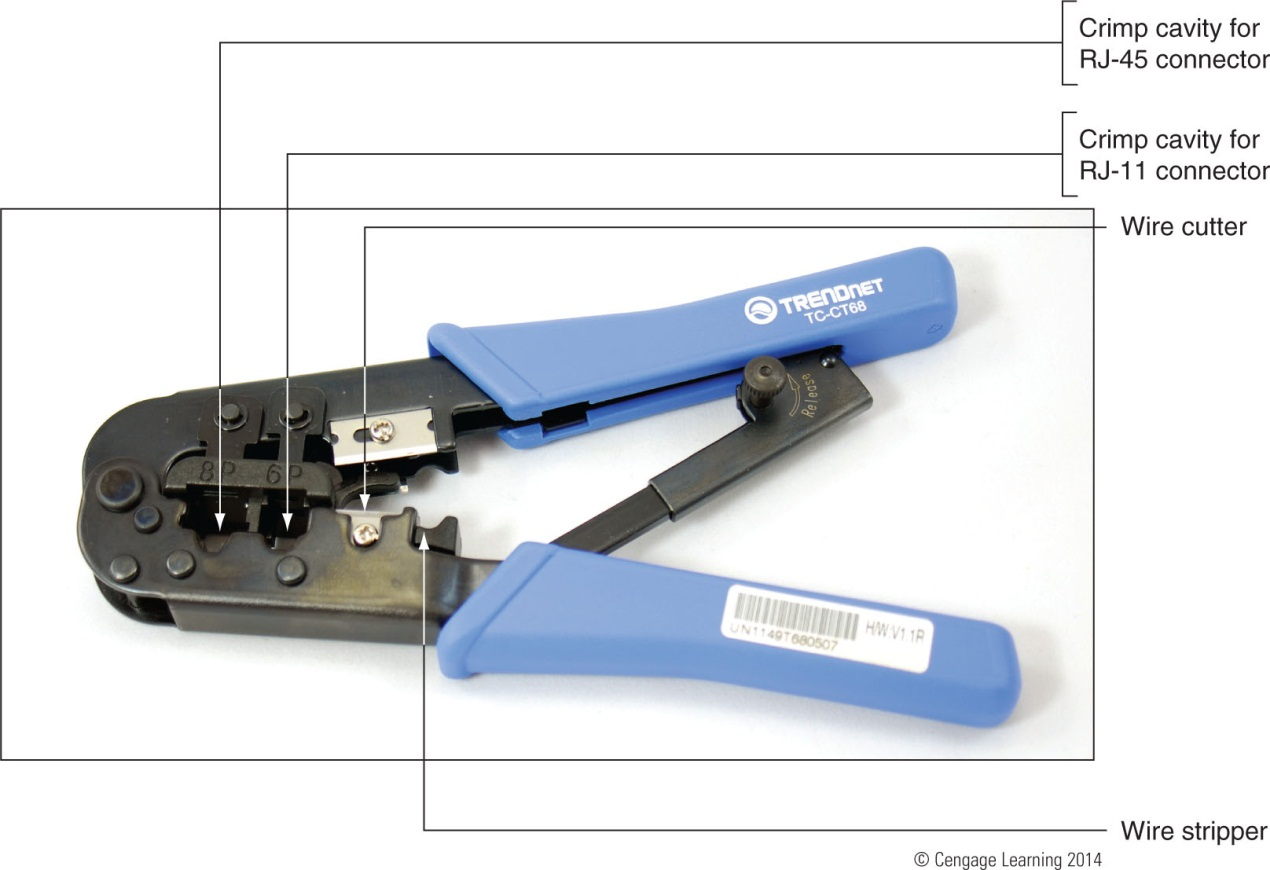 Crimp cavity for
RJ-45 connector
Crimp cavity for
RJ-11 connector
Wire cutter
TRENDNET
TC-CT68
Release
8P 6P
H/W:V1.1R
UN1149T680507
Wire stripper
© Cengage Learning 2014